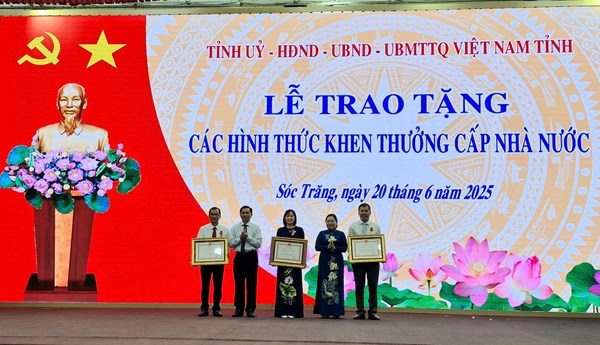 TỈNH UỶ - HĐND - UBND - UBMTTQ VIỆT NAM TỈNH
LỄ TRAO TẶNG
CÁC HÌNH THỨC KHEN THƯỞNG CẤP NHÀ NƯỚC
Sóc Trăng, ngày 20 tháng 6 năm 2025